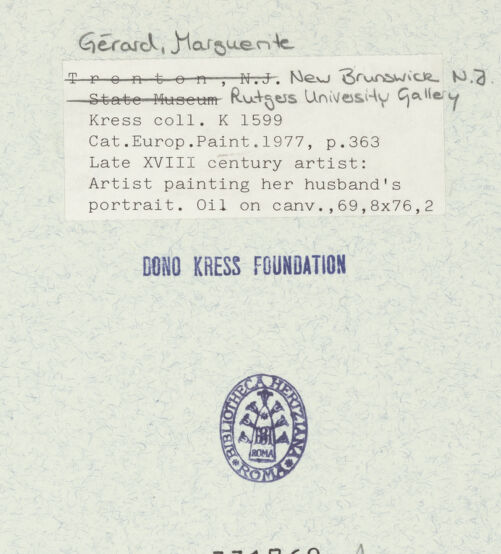 Gérard, Marguerite
Trenton, N.J. New Brunswick N.J.
State Museum Rutgers University Gallery
Kress coll. K 1599
Cat.Europ.Paint.1977, p.363
Late XVIII century artist:
Artist painting her husband's
portrait. Oil on canv.,69,8x76,2
DONO KRESS FOUNDATION
BIBLIOTHECA HERTZIANA
ROMA
ROMA